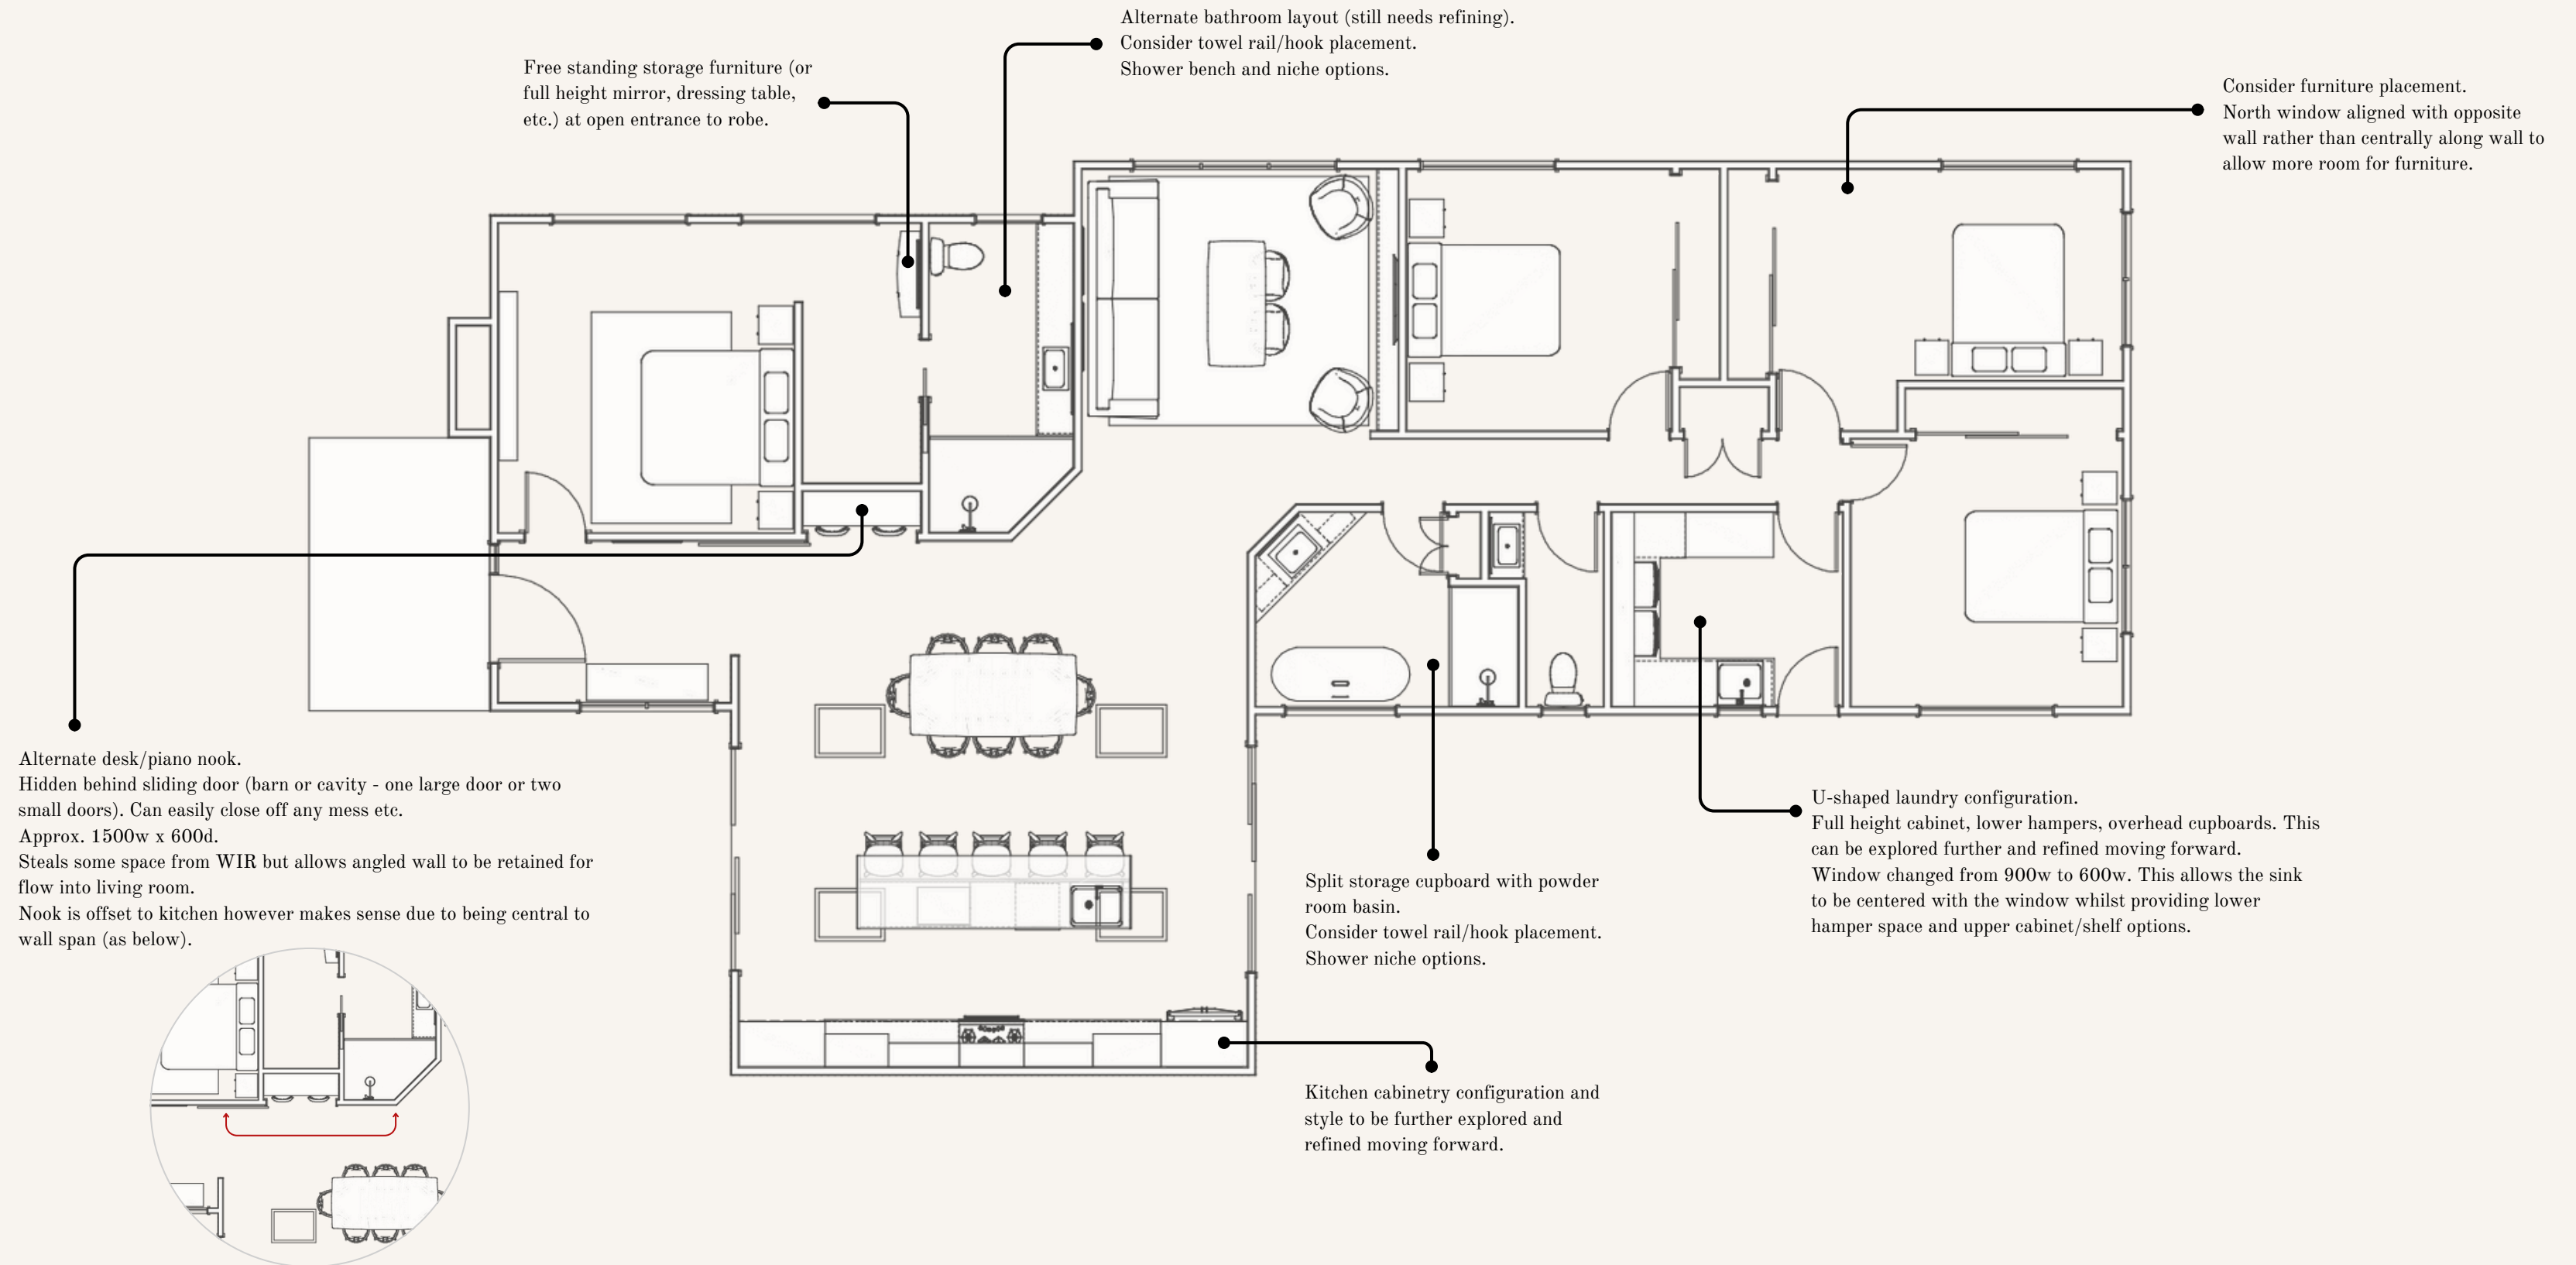 Alternate bathroom layout (still needs refining).
Consider towel rail/hook placement.
Shower bench and niche options.
Free standing storage furniture (or
full height mirror, dressing table,
etc.) at open entrance to robe.
Consider furniture placement.
North window aligned with opposite
wall rather than centrally along wall to
allow more room for furniture.
Alternate desk/piano nook.
Hidden behind sliding door (barn or cavity - one large door or two
small doors). Can easily close off any mess etc.
Approx. 1500w x 600d.
Steals some space from WIR but allows angled wall to be retained for
flow into living room.
Nook is offset to kitchen however makes sense due to being central to
wall span (as below).
U-shaped laundry configuration.
Full height cabinet, lower hampers, overhead cupboards. This
can be explored further and refined moving forward.
Window changed from 900w to 600w. This allows the sink
to be centered with the window whilst providing lower
hamper space and upper cabinet/shelf options.
Split storage cupboard with powder
room basin.
Consider towel rail/hook placement.
Shower niche options.
Kitchen cabinetry configuration and
style to be further explored and
refined moving forward.